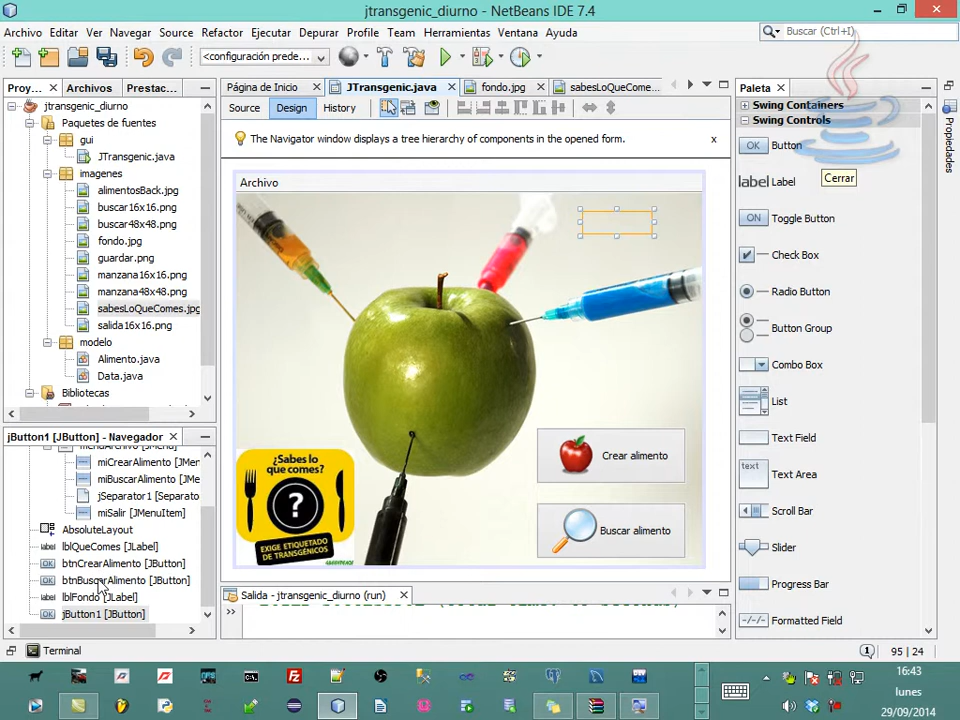 jtransgenic_diurno - NetBeans IDE 7.4
Archivo Editar Ver Navegar Source Refactor Ejecutar Depurar Profile Team Herramientas Ventana Ayuda
Buscar (Ctrl+I)
<configuración prede...
Proy... Archivos Prestac...
Página de Inicio JTransgenic.java fondo.jpg sabesLoQueCome...
Paleta
jtransgenic_diurno
Paquetes de fuentes
gui
JTransgenic.java
imagenes
alimentosBack.jpg
buscar16x16.png
buscar48x48.png
fondo.jpg
guardar.png
manzana16x16.png
manzana48x48.png
sabesLoQueComes.jpg
salida16x16.png
modelo
Alimento.java
Data.java
Bibliotecas
jButton1 [JButton] - Navegador
miCrearAlimento [JMen
miBuscarAlimento [JMe
jSeparator1 [Separato
miSalir [JMenuItem]
AbsoluteLayout
lblQueComes [JLabel]
btnCrearAlimento [JButton]
btnBuscarAlimento [JButton]
lblFondo [JLabel]
jButton1 [JButton]
Source Design History
The Navigator window displays a tree hierarchy of components in the opened form. x
Archivo
¿Sabes lo
que comes?
?
EXIGE ETIQUETADO
DE TRANSGÉNICOS
GREENPEACE
Crear alimento
Buscar alimento
Salida - jtransgenic_diurno (run)
Swing Containers
Swing Controls
OK Button
label Label
ON Toggle Button
Check Box
Radio Button
Button Group
Combo Box
List
Text Field
text Text Area
Scroll Bar
Slider
Progress Bar
Formatted Field
Java
Cerrar
Propiedades
Terminal
1 95 | 24
16:43
lunes
29/09/2014